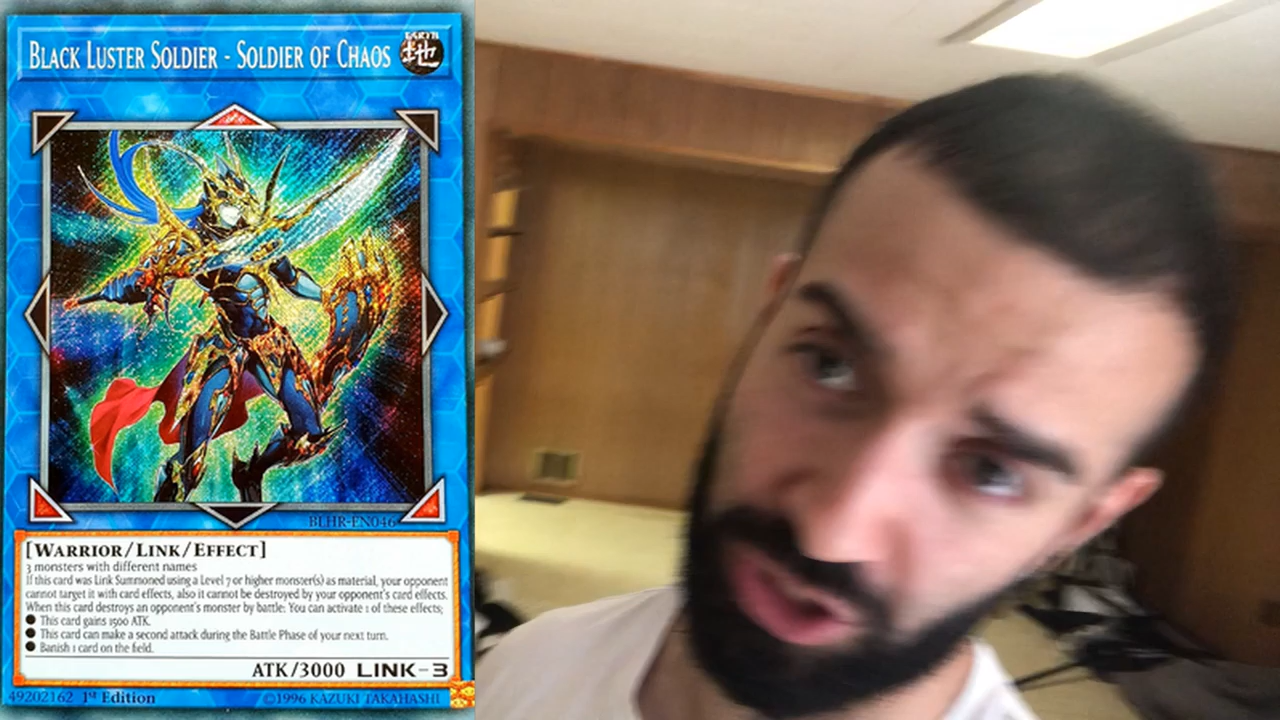 BLACK LUSTER SOLDIER - SOLDIER OF CHAOS
EARTH
地
BLHR-EN046
[WARRIOR/LINK/EFFECT]
3 monsters with different names
If this card was Link Summoned using a Level 7 or higher monster(s) as material, your opponent
cannot target it with card effects, also it cannot be destroyed by your opponent's card effects.
When this card destroys an opponent's monster by battle: You can activate 1 of these effects;
● This card gains 1500 ATK.
● This card can make a second attack during the Battle Phase of your next turn.
● Banish 1 card on the field.
ATK/3000 LINK-3
49202162 1st Edition ©1996 KAZUKI TAKAHASHI